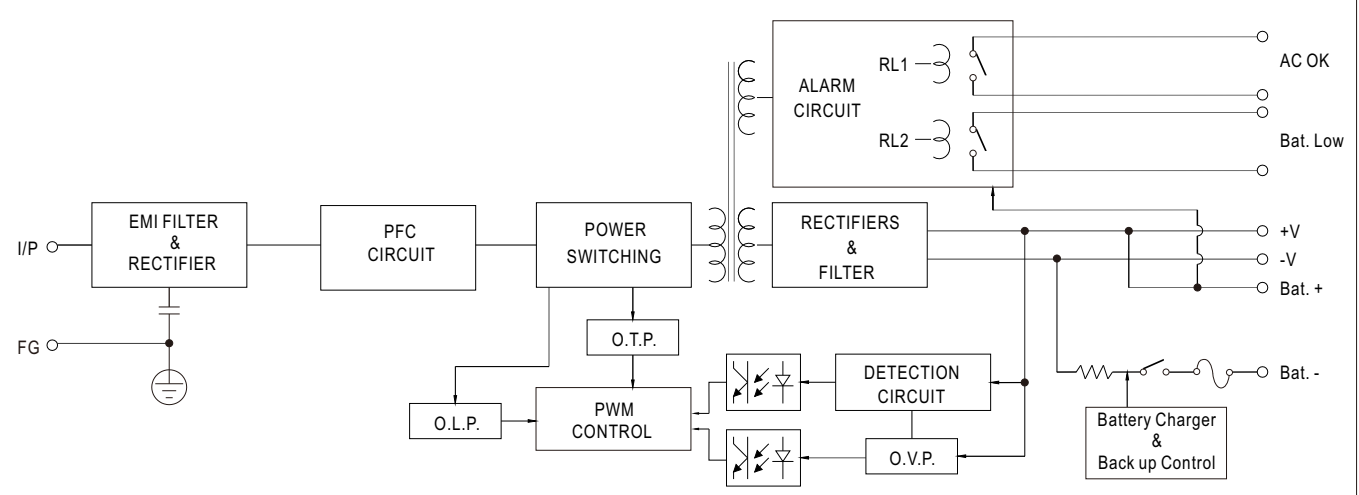 RL1
AC OK
ALARM
CIRCUIT
RL2
Bat. Low
I/P
EMI FILTER
&
RECTIFIER
PFC
CIRCUIT
POWER
SWITCHING
RECTIFIERS
&
FILTER
+V
-V
Bat. +
FG
O.T.P.
DETECTION
CIRCUIT
Bat. -
O.L.P.
PWM
CONTROL
O.V.P.
Battery Charger
&
Back up Control